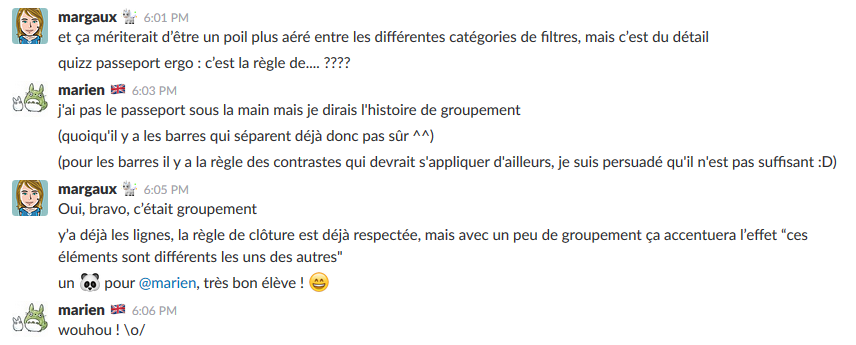 margaux 6:01 PM
et ça mériterait d’être un poil plus aéré entre les différentes catégories de filtres, mais c’est du détail
quizz passeport ergo : c’est la règle de.... ????
marien 6:03 PM
j'ai pas le passeport sous la main mais je dirais l'histoire de groupement
(quoiqu'il y a les barres qui séparent déjà donc pas sûr ^^)
(pour les barres il y a la règle des contrastes qui devrait s'appliquer d'ailleurs, je suis persuadé qu'il n'est pas suffisant :D)
margaux 6:05 PM
Oui, bravo, c’était groupement
y’a déjà les lignes, la règle de clôture est déjà respectée, mais avec un peu de groupement ça accentuera l’effet “ces
éléments sont différents les uns des autres"
un 🐼 pour @marien, très bon élève ! 😄
marien 6:06 PM
wouhou ! \o/